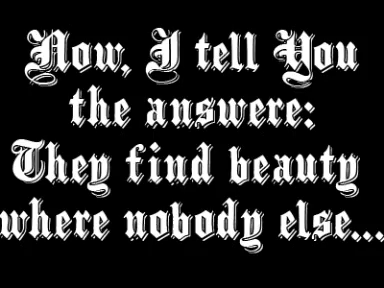 Now, I tell You
the answere:
They find beauty
where nobody else...